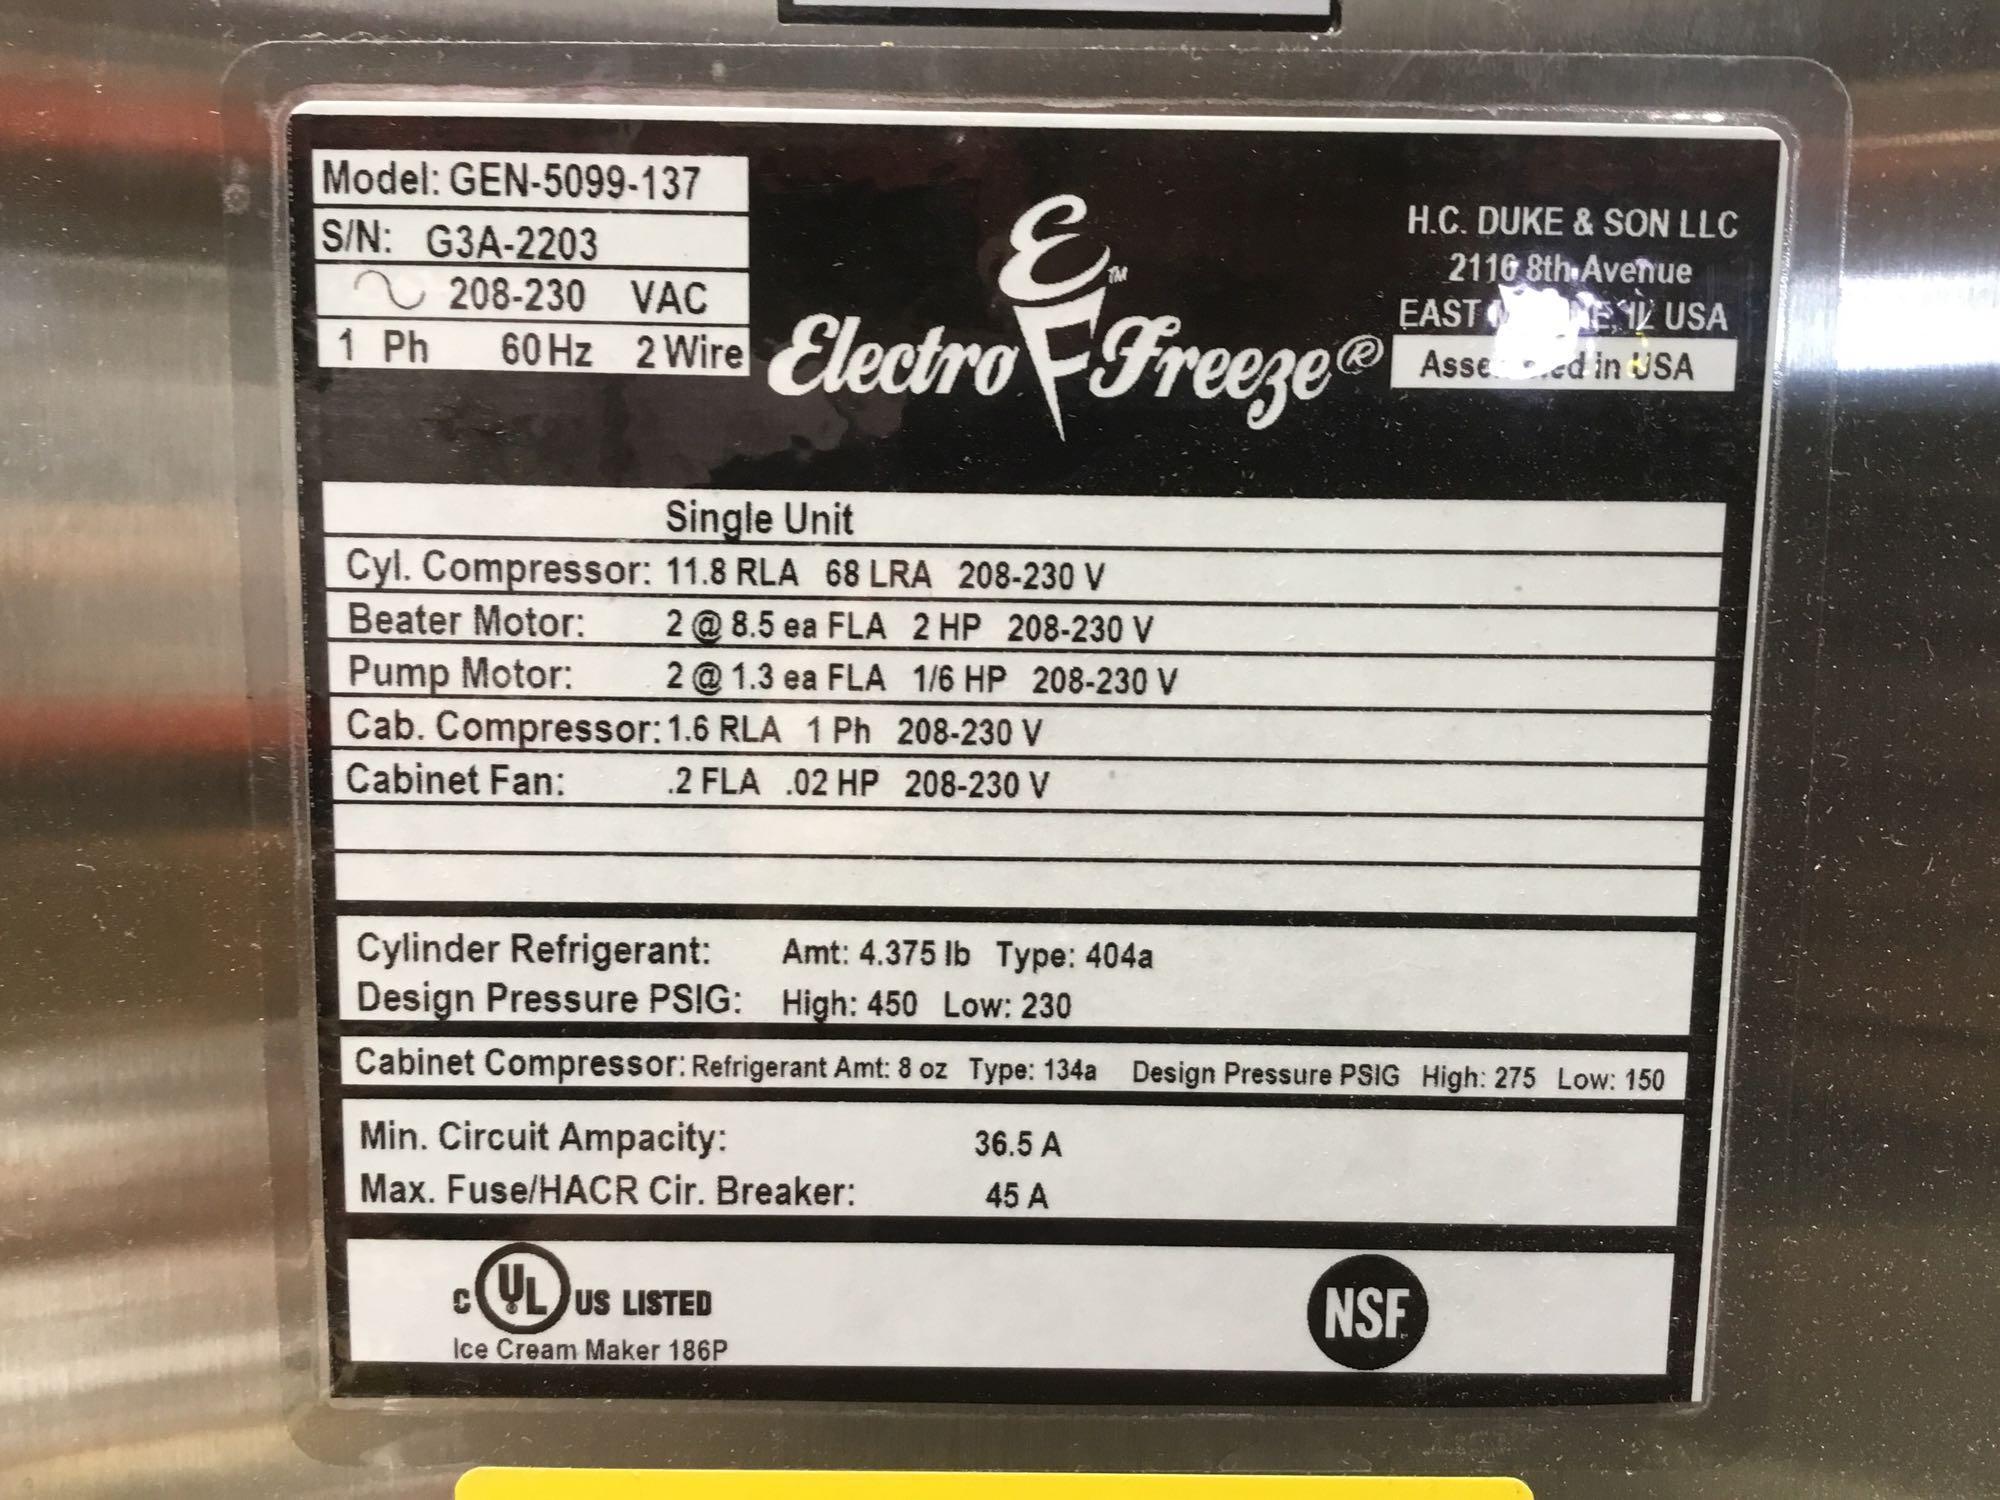 Model: GEN-5099-137
S/N: G3A-2203
208-230 VAC
1 Ph 60Hz 2 Wire
E
F
TM
Electro Freeze®
H.C. DUKE & SON LLC
2116 8th Avenue
EAST IL USA
in USA
Single Unit
Cyl. Compressor: 11.8 RLA 68 LRA 208-230 V
Beater Motor: 2 @ 8.5 ea FLA 2 HP 208-230 V
Pump Motor: 2 @ 1.3 ea FLA 1/6 HP 208-230 V
Cab. Compressor: 1.6 RLA 1 Ph 208-230 V
Cabinet Fan: .2 FLA .02 HP 208-230 V
Cylinder Refrigerant: Amt: 4.375 lb Type: 404a
Design Pressure PSIG: High: 450 Low: 230
Cabinet Compressor: Refrigerant Amt: 8 oz Type: 134a Design Pressure PSIG High: 275 Low: 150
Min. Circuit Ampacity: 36.5 A
Max. Fuse/HACR Cir. Breaker: 45 A
C UL US LISTED
Ice Cream Maker 186P
NSF